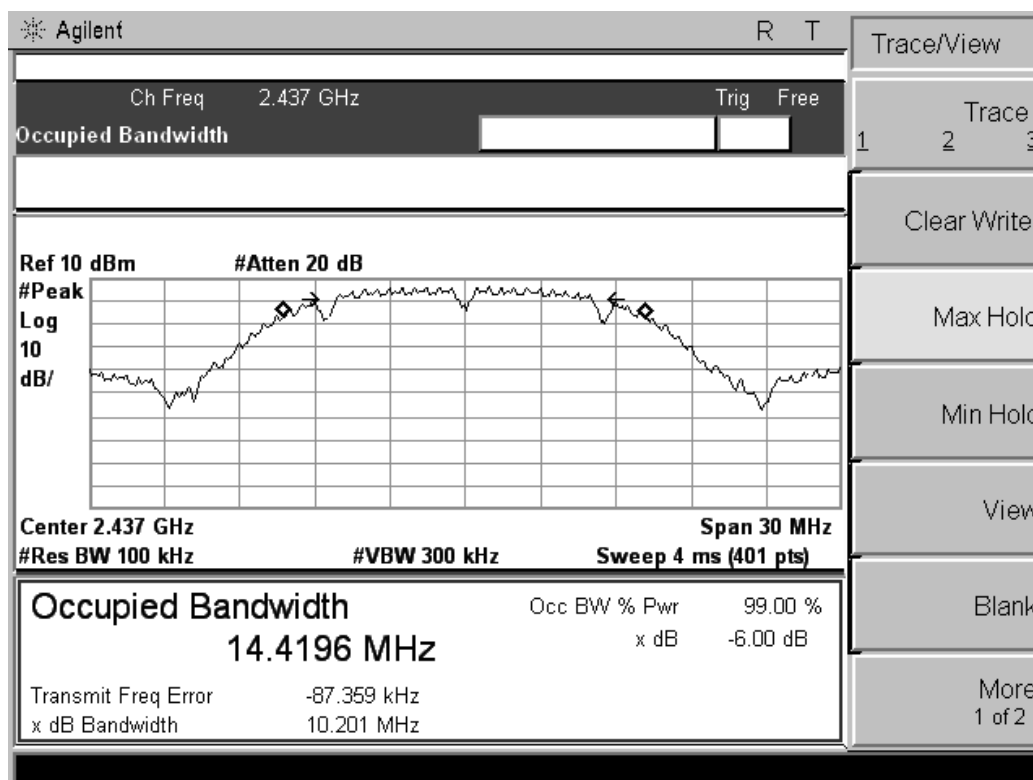 Agilent R T
Ch Freq 2.437 GHz Trig Free
Occupied Bandwidth
Ref 10 dBm #Atten 20 dB
#Peak
Log
10
dB/
Center 2.437 GHz Span 30 MHz
#Res BW 100 kHz #VBW 300 kHz Sweep 4 ms (401 pts)
Occupied Bandwidth
14.4196 MHz
Occ BW % Pwr 99.00 %
x dB -6.00 dB
Transmit Freq Error -87.359 kHz
x dB Bandwidth 10.201 MHz
Trace/View
Trace
1 2 3
Clear Write
Max Hold
Min Hold
View
Blank
More
1 of 2